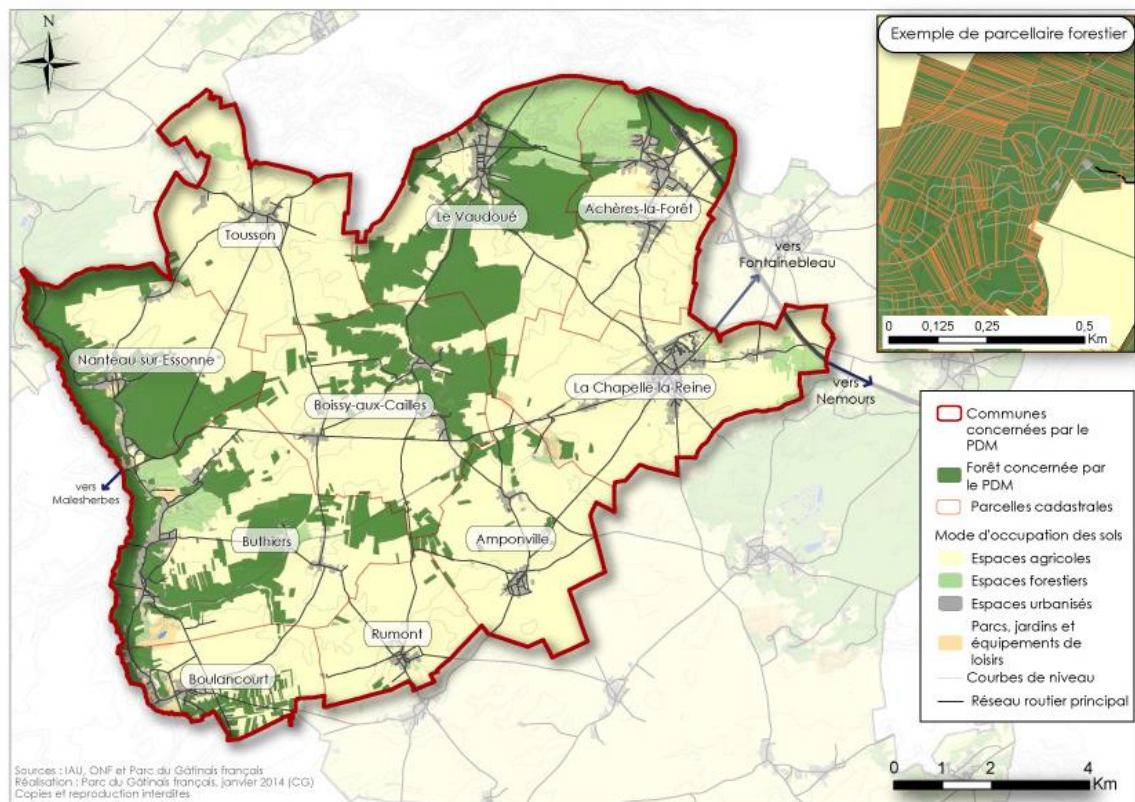 N
Exemple de parcellaire forestier
0
0,125
0,25
0,5
Km
Le Vaudoué
Achères-la-Forêt
Tousson
vers
Fontainebleau
Nanteau-sur-Essonne
La Chapelle-la-Reine
vers
Nemours
Boissy-aux-Cailles
vers
Malesherbes
Buthiers
Amponville
Rumont
Boulancourt
Communes
concernées par le
PDM
Forêt concernée par
le PDM
Parcelles cadastrales
Mode d'occupation des sols
Espaces agricoles
Espaces forestiers
Espaces urbanisés
Parcs, jardins et
équipements de
loisirs
Courbes de niveau
Réseau routier principal
Sources : IAU, ONF et Parc du Gâtinais français
Réalisation : Parc du Gâtinais français, janvier 2014 (CG)
Copies et reproduction interdites
0
1
2
4
Km